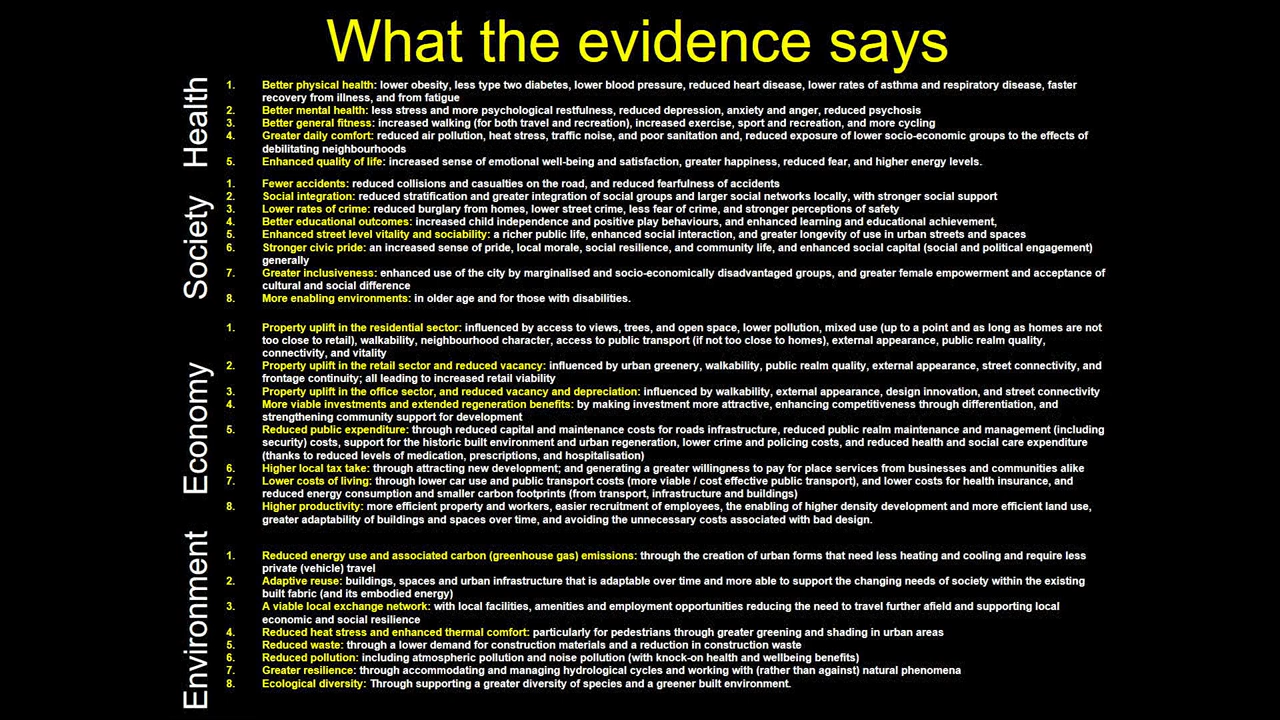 What the evidence says
Health
1. Better physical health: lower obesity, less type two diabetes, lower blood pressure, reduced heart disease, lower rates of asthma and respiratory disease, faster
recovery from illness, and from fatigue
2. Better mental health: less stress and more psychological restfulness, reduced depression, anxiety and anger, reduced psychosis
3. Better general fitness: increased walking (for both travel and recreation), increased exercise, sport and recreation, and more cycling
4. Greater daily comfort: reduced air pollution, heat stress, traffic noise, and poor sanitation and, reduced exposure of lower socio-economic groups to the effects of
debilitating neighbourhoods
5. Enhanced quality of life: increased sense of emotional well-being and satisfaction, greater happiness, reduced fear, and higher energy levels.
Society
1. Fewer accidents: reduced collisions and casualties on the road, and reduced fearfulness of accidents
2. Social integration: reduced stratification and greater integration of social groups and larger social networks locally, with stronger social support
3. Lower rates of crime: reduced burglary from homes, lower street crime, less fear of crime, and stronger perceptions of safety
4. Better educational outcomes: increased child independence and positive play behaviours, and enhanced learning and educational achievement,
5. Enhanced street level vitality and sociability: a richer public life, enhanced social interaction, and greater longevity of use in urban streets and spaces
6. Stronger civic pride: an increased sense of pride, local morale, social resilience, and community life, and enhanced social capital (social and political engagement)
generally
7. Greater inclusiveness: enhanced use of the city by marginalised and socio-economically disadvantaged groups, and greater female empowerment and acceptance of
cultural and social difference
8. More enabling environments: in older age and for those with disabilities.
Economy
1. Property uplift in the residential sector: influenced by access to views, trees, and open space, lower pollution, mixed use (up to a point and as long as homes are not
too close to retail), walkability, neighbourhood character, access to public transport (if not too close to homes), external appearance, public realm quality,
connectivity, and vitality
2. Property uplift in the retail sector and reduced vacancy: influenced by urban greenery, walkability, public realm quality, external appearance, street connectivity, and
frontage continuity; all leading to increased retail viability
3. Property uplift in the office sector, and reduced vacancy and depreciation: influenced by walkability, external appearance, design innovation, and street connectivity
4. More viable investments and extended regeneration benefits: by making investment more attractive, enhancing competitiveness through differentiation, and
strengthening community support for development
5. Reduced public expenditure: through reduced capital and maintenance costs for roads infrastructure, reduced public realm maintenance and management (including
security) costs, support for the historic built environment and urban regeneration, lower crime and policing costs, and reduced health and social care expenditure
(thanks to reduced levels of medication, prescriptions, and hospitalisation)
6. Higher local tax take: through attracting new development; and generating a greater willingness to pay for place services from businesses and communities alike
7. Lower costs of living: through lower car use and public transport costs (more viable / cost effective public transport), and lower costs for health insurance, and
reduced energy consumption and smaller carbon footprints (from transport, infrastructure and buildings)
8. Higher productivity: more efficient property and workers, easier recruitment of employees, the enabling of higher density development and more efficient land use,
greater adaptability of buildings and spaces over time, and avoiding the unnecessary costs associated with bad design.
Environment
1. Reduced energy use and associated carbon (greenhouse gas) emissions: through the creation of urban forms that need less heating and cooling and require less
private (vehicle) travel
2. Adaptive reuse: buildings, spaces and urban infrastructure that is adaptable over time and more able to support the changing needs of society within the existing
built fabric (and its embodied energy)
3. A viable local exchange network: with local facilities, amenities and employment opportunities reducing the need to travel further afield and supporting local
economic and social resilience
4. Reduced heat stress and enhanced thermal comfort: particularly for pedestrians through greater greening and shading in urban areas
5. Reduced waste: through a lower demand for construction materials and a reduction in construction waste
6. Reduced pollution: including atmospheric pollution and noise pollution (with knock-on health and wellbeing benefits)
7. Greater resilience: through accommodating and managing hydrological cycles and working with (rather than against) natural phenomena
8. Ecological diversity: Through supporting a greater diversity of species and a greener built environment.